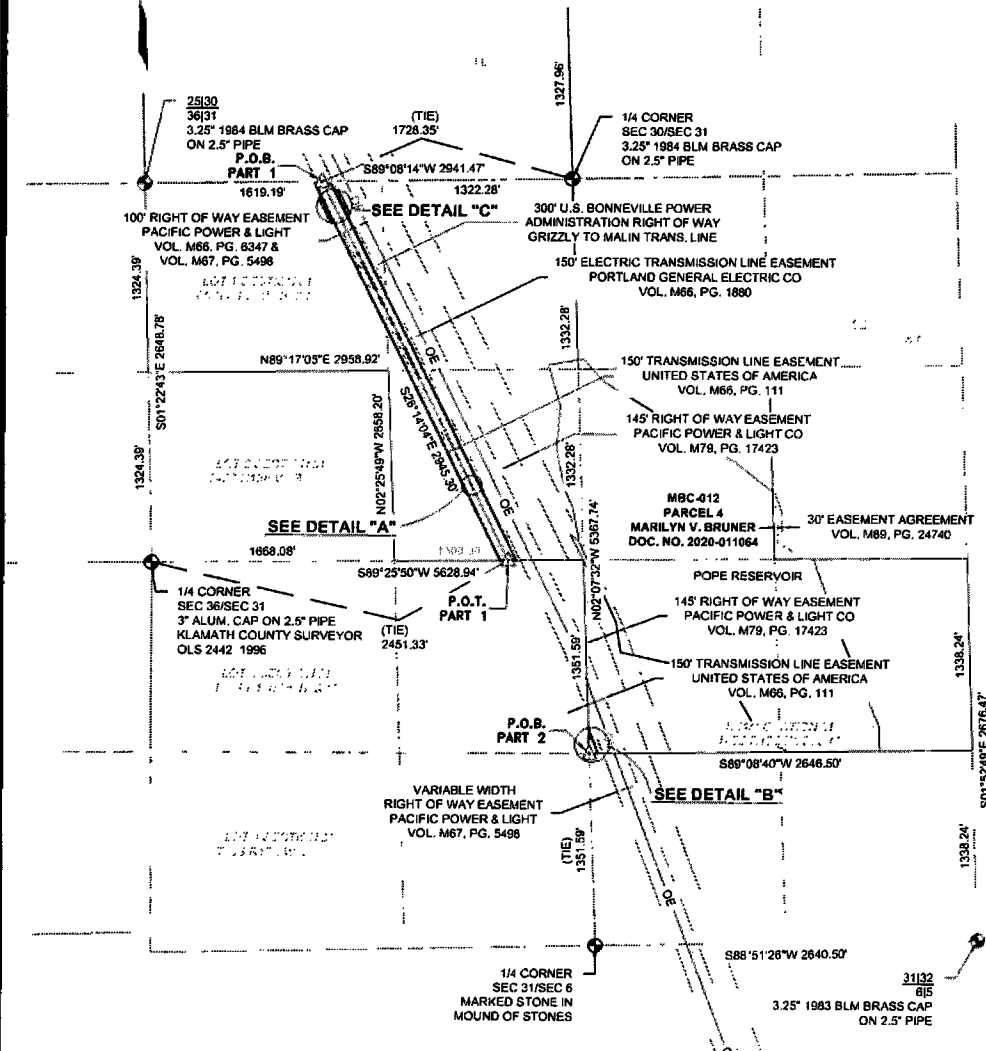 1327.96'
25|30
36|31
3.25" 1984 BLM BRASS CAP
ON 2.5" PIPE
P.O.B.
PART 1
(TIE)
1728.35'
1/4 CORNER
SEC 30/SEC 31
3.25" 1984 BLM BRASS CAP
ON 2.5" PIPE
S89°08'14"W 2941.47'
1619.19'
1322.28'
SEE DETAIL "C"
100' RIGHT OF WAY EASEMENT
PACIFIC POWER & LIGHT
VOL. M66, PG. 6347 &
VOL. M67, PG. 5498
300' U.S. BONNEVILLE POWER
ADMINISTRATION RIGHT OF WAY
GRIZZLY TO MALIN TRANS. LINE
150' ELECTRIC TRANSMISSION LINE EASEMENT
PORTLAND GENERAL ELECTRIC CO
VOL. M66, PG. 1880
1324.39'
S01°22'43"E 2648.78'
1332.28'
OE
N89°17'05"E 2958.92'
150' TRANSMISSION LINE EASEMENT
UNITED STATES OF AMERICA
VOL. M66, PG. 111
145' RIGHT OF WAY EASEMENT
PACIFIC POWER & LIGHT CO
VOL. M79, PG. 17423
S26°14'04"E 2945.30'
N02°25'49"W 2658.20'
1324.39'
1332.28'
OE
MBC-012
PARCEL 4
MARILYN V. BRUNER
DOC. NO. 2020-011064
30' EASEMENT AGREEMENT
VOL. M89, PG. 24740
SEE DETAIL "A"
1668.08'
S89°25'50"W 5628.94'
N02°07'32"W 5367.74'
POPE RESERVOIR
1/4 CORNER
SEC 36/SEC 31
3" ALUM. CAP ON 2.5" PIPE
KLAMATH COUNTY SURVEYOR
OLS 2442 1996
(TIE)
2451.33'
P.O.T.
PART 1
145' RIGHT OF WAY EASEMENT
PACIFIC POWER & LIGHT CO
VOL. M79, PG. 17423
1351.59'
150' TRANSMISSION LINE EASEMENT
UNITED STATES OF AMERICA
VOL. M66, PG. 111
1338.24'
P.O.B.
PART 2
S89°08'40"W 2646.50'
S01°52'49"E 2676.47'
SEE DETAIL "B"
VARIABLE WIDTH
RIGHT OF WAY EASEMENT
PACIFIC POWER & LIGHT
VOL. M67, PG. 5498
(TIE)
1351.59'
1338.24'
OE
S88°51'26"W 2640.50'
1/4 CORNER
SEC 31/SEC 6
MARKED STONE IN
MOUND OF STONES
31|32
6|5
3.25" 1983 BLM BRASS CAP
ON 2.5" PIPE